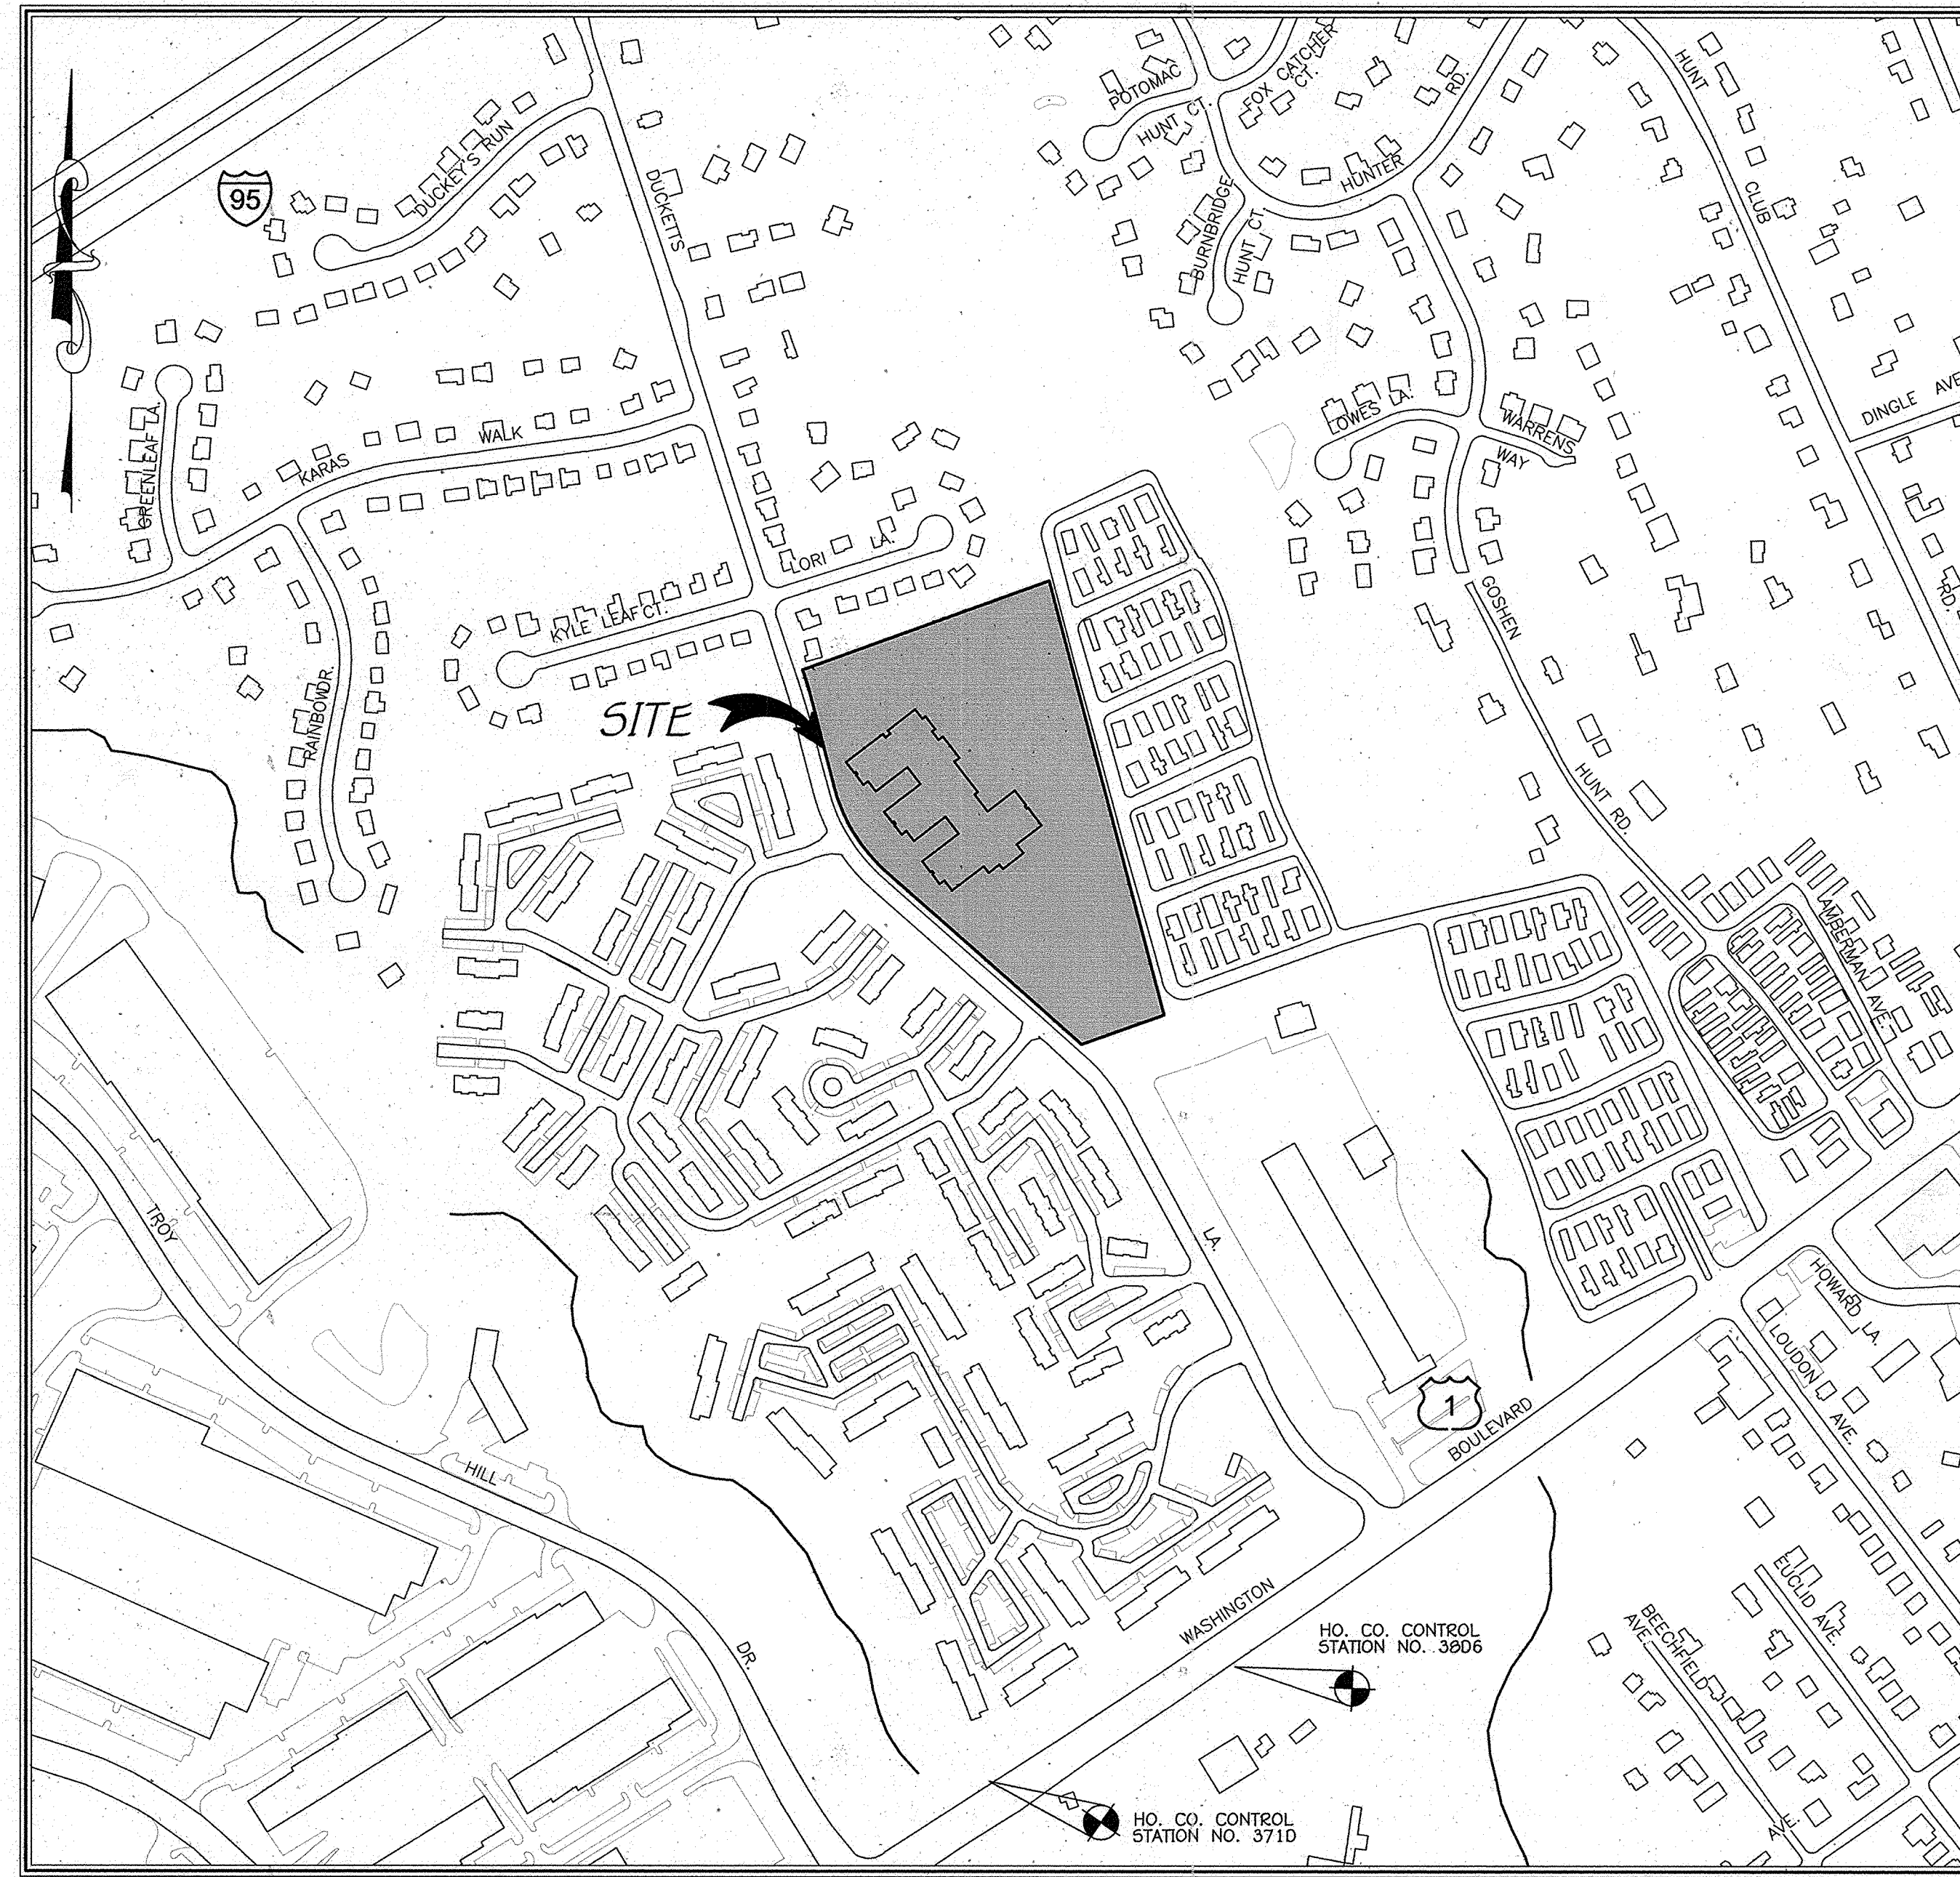 POTOMAC
HUNT CT.
FOX CATCHER
CT.
RD.
HUNT
95
DUCKEY'S RUN
DUCKETTS
HUNTER
BURNBRIDGE
HUNT CT.
CLUB
DINGLE AVE
LOWES LA.
WARRENS
WAY
WALK
KARAS
GREENLEAF LA.
LORI LA.
KYLE LEAF CT.
GOSHEN
RD.
SITE
RAINBOW DR.
HUNT RD.
LAMBERMAN AVE.
TROY
LA.
HOWARD LA.
LOUDON
AVE.
1
BOULEVARD
HILL
WASHINGTON
EUCLID AVE.
BEECHFIELD
AVE.
HO. CO. CONTROL
STATION NO. 38D6
DR.
HO. CO. CONTROL
STATION NO. 371D
AVE.